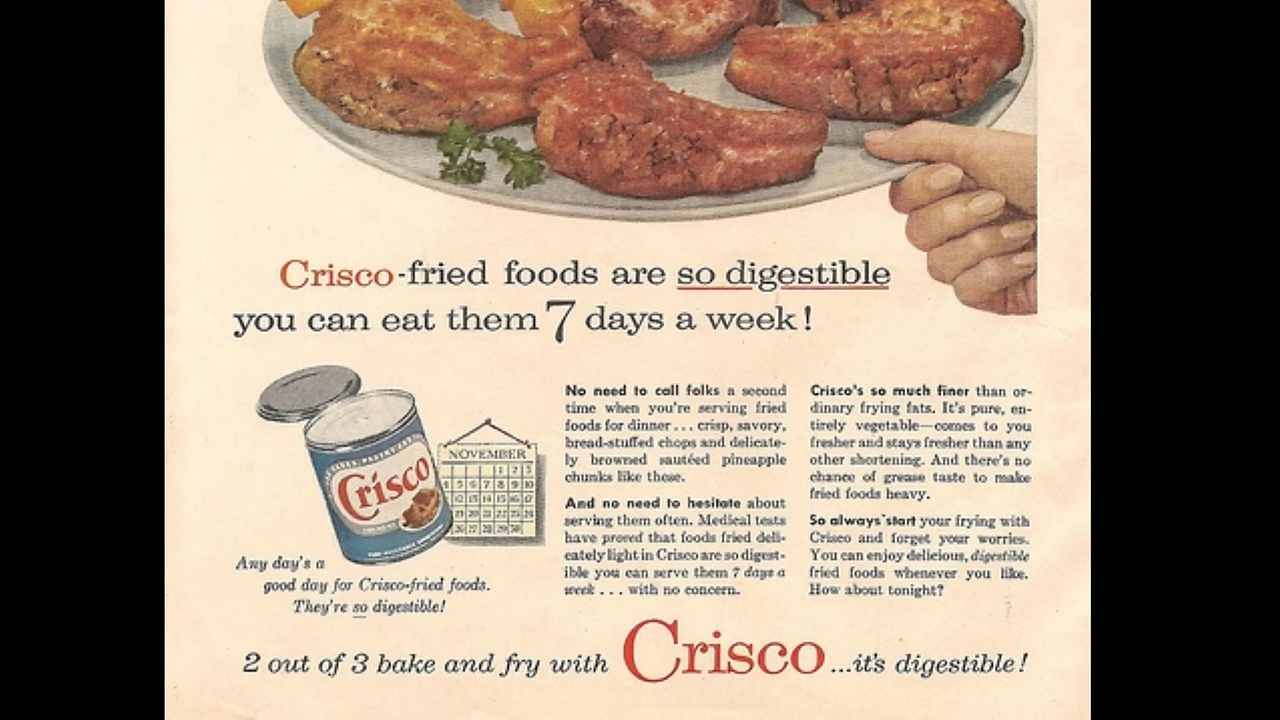 Crisco-fried foods are so digestible
you can eat them 7 days a week!
NOVEMBER
Crisco
Any day's a
good day for Crisco-fried foods.
They're so digestible!
No need to call folks a second
time when you're serving fried
foods for dinner... crisp, savory,
bread-stuffed chops and delicate-
ly browned sautéed pineapple
chunks like these.
And no need to hesitate about
serving them often. Medical tests
have proved that foods fried deli-
cately light in Crisco are so digest-
ible you can serve them 7 days a
week... with no concern.
Crisco's so much finer than or-
dinary frying fats. It's pure, en-
tirely vegetable—comes to you
fresher and stays fresher than any
other shortening. And there's no
chance of grease taste to make
fried foods heavy.
So always start your frying with
Crisco and forget your worries.
You can enjoy delicious, digestible
fried foods whenever you like.
How about tonight?
2 out of 3 bake and fry with Crisco...it's digestible!